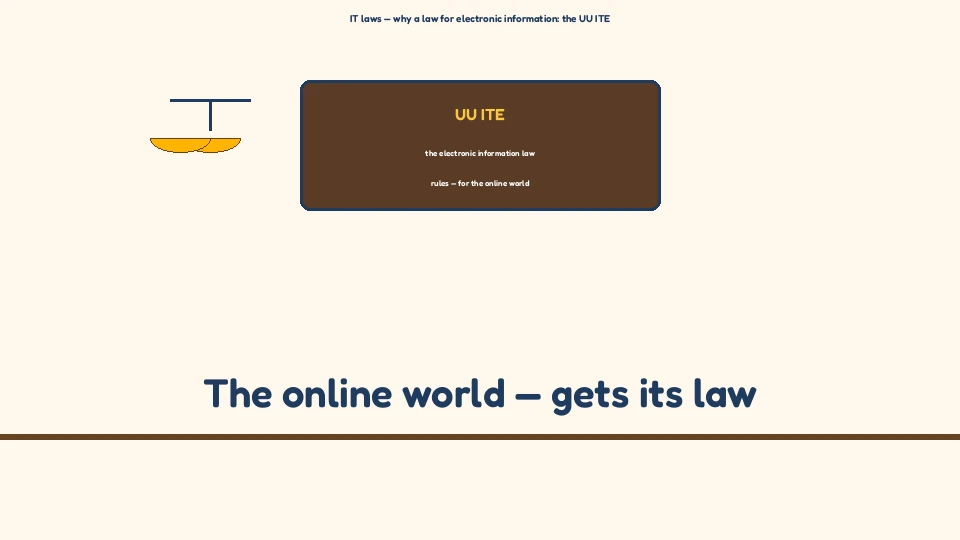 IT laws — why a law for electronic information: the UU ITE
UU ITE
the electronic information law
rules — for the online world
The online world — gets its law